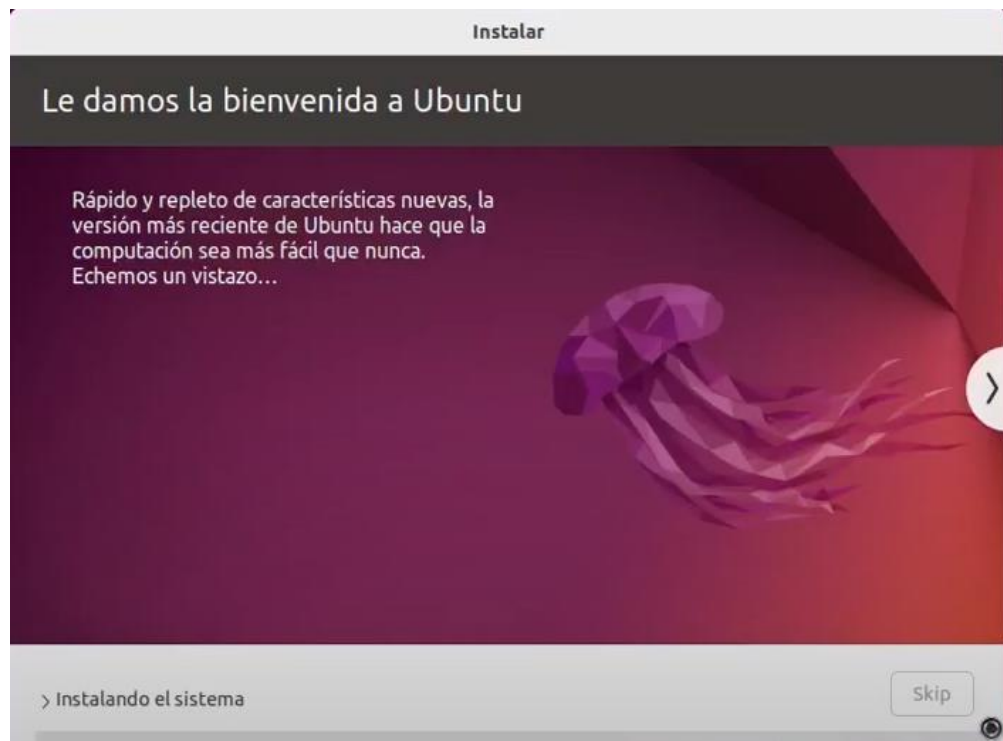 Instalar
Le damos la bienvenida a Ubuntu
Rápido y repleto de características nuevas, la
versión más reciente de Ubuntu hace que la
computación sea más fácil que nunca.
Echemos un vistazo...
> Instalando el sistema
Skip